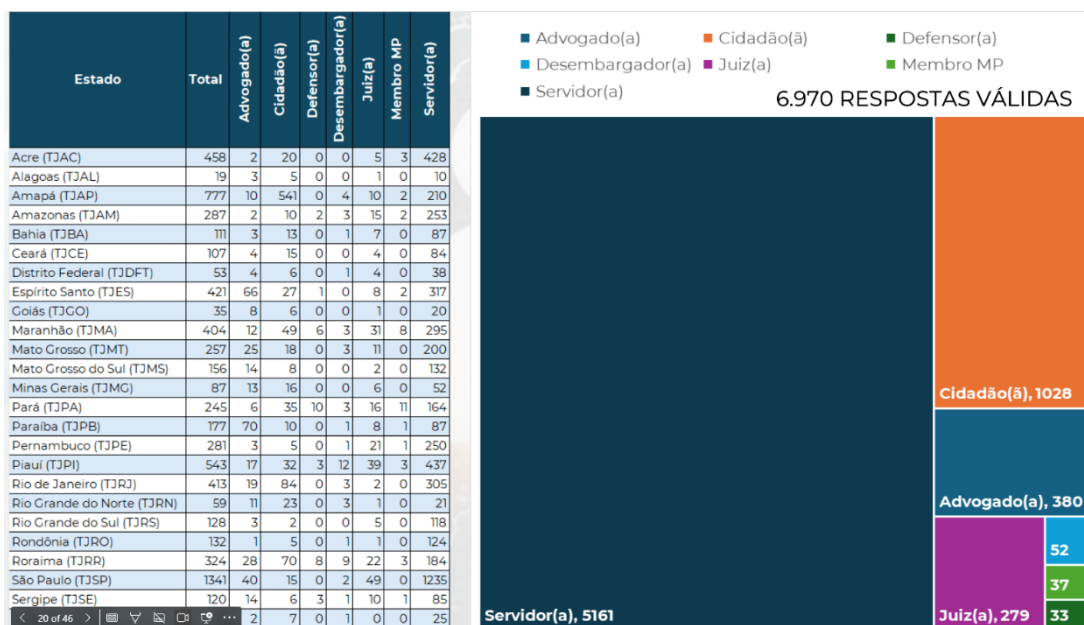 Estado Total Advogado(a) Cidadão(ã) Defensor(a) Desembargador(a) Juiz(a) Membro MP Servidor(a)
Acre (TJAC) 458 2 20 0 0 5 3 428
Alagoas (TJAL) 19 3 5 0 0 1 0 10
Amapá (TJAP) 777 10 541 0 4 10 2 210
Amazonas (TJAM) 287 2 10 2 3 15 2 253
Bahia (TJBA) 111 3 13 0 1 7 0 87
Ceará (TJCE) 107 4 15 0 0 4 0 84
Distrito Federal (TJDFT) 53 4 6 0 1 4 0 38
Espírito Santo (TJES) 421 66 27 1 0 8 2 317
Goiás (TJGO) 35 8 6 0 0 1 0 20
Maranhão (TJMA) 404 12 49 6 3 31 8 295
Mato Grosso (TJMT) 257 25 18 0 3 11 0 200
Mato Grosso do Sul (TJMS) 156 14 8 0 0 2 0 132
Minas Gerais (TJMG) 87 13 16 0 0 6 0 52
Pará (TJPA) 245 6 35 10 3 16 11 164
Paraíba (TJPB) 177 70 10 0 1 8 1 87
Pernambuco (TJPE) 281 3 5 0 1 21 1 250
Piauí (TJPI) 543 17 32 3 12 39 3 437
Rio de Janeiro (TJRJ) 413 19 84 0 3 2 0 305
Rio Grande do Norte (TJRN) 59 11 23 0 3 1 0 21
Rio Grande do Sul (TJRS) 128 3 2 0 0 5 0 118
Rondônia (TJRO) 132 1 5 0 1 1 0 124
Roraima (TJRR) 324 28 70 8 9 22 3 184
São Paulo (TJSP) 1341 40 15 0 2 49 0 1235
Sergipe (TJSE) 120 14 6 3 1 10 1 85
20 of 46 2 7 0 1 0 0 25
Advogado(a) Cidadão(ã) Defensor(a)
Desembargador(a) Juiz(a) Membro MP
Servidor(a)
6.970 RESPOSTAS VÁLIDAS
Cidadão(ã), 1028
Advogado(a), 380
52
37
Servidor(a), 5161
Juiz(a), 279
33